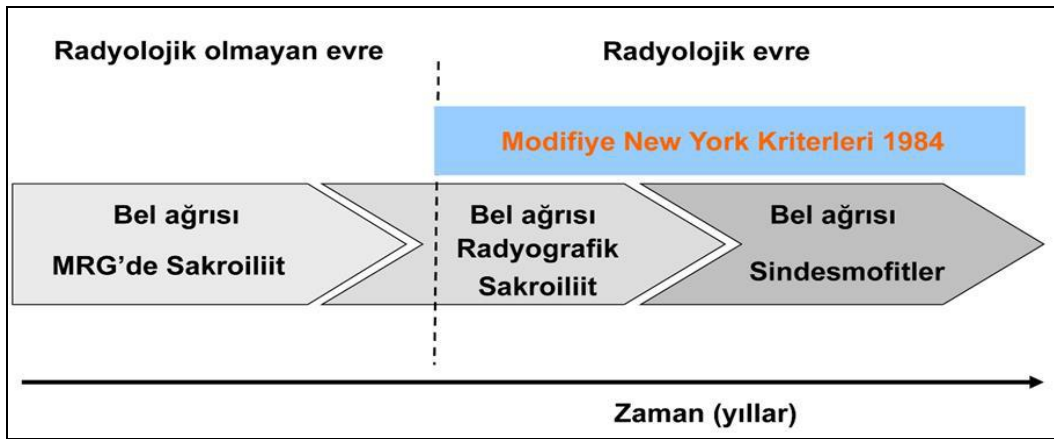 Radyolojik olmayan evre
Radyolojik evre
Modifiye New York Kriterleri 1984
Bel ağrısı
MRG’de Sakroiliit
Bel ağrısı
Radyografik
Sakroiliit
Bel ağrısı
Sindesmofitler
Zaman (yıllar)